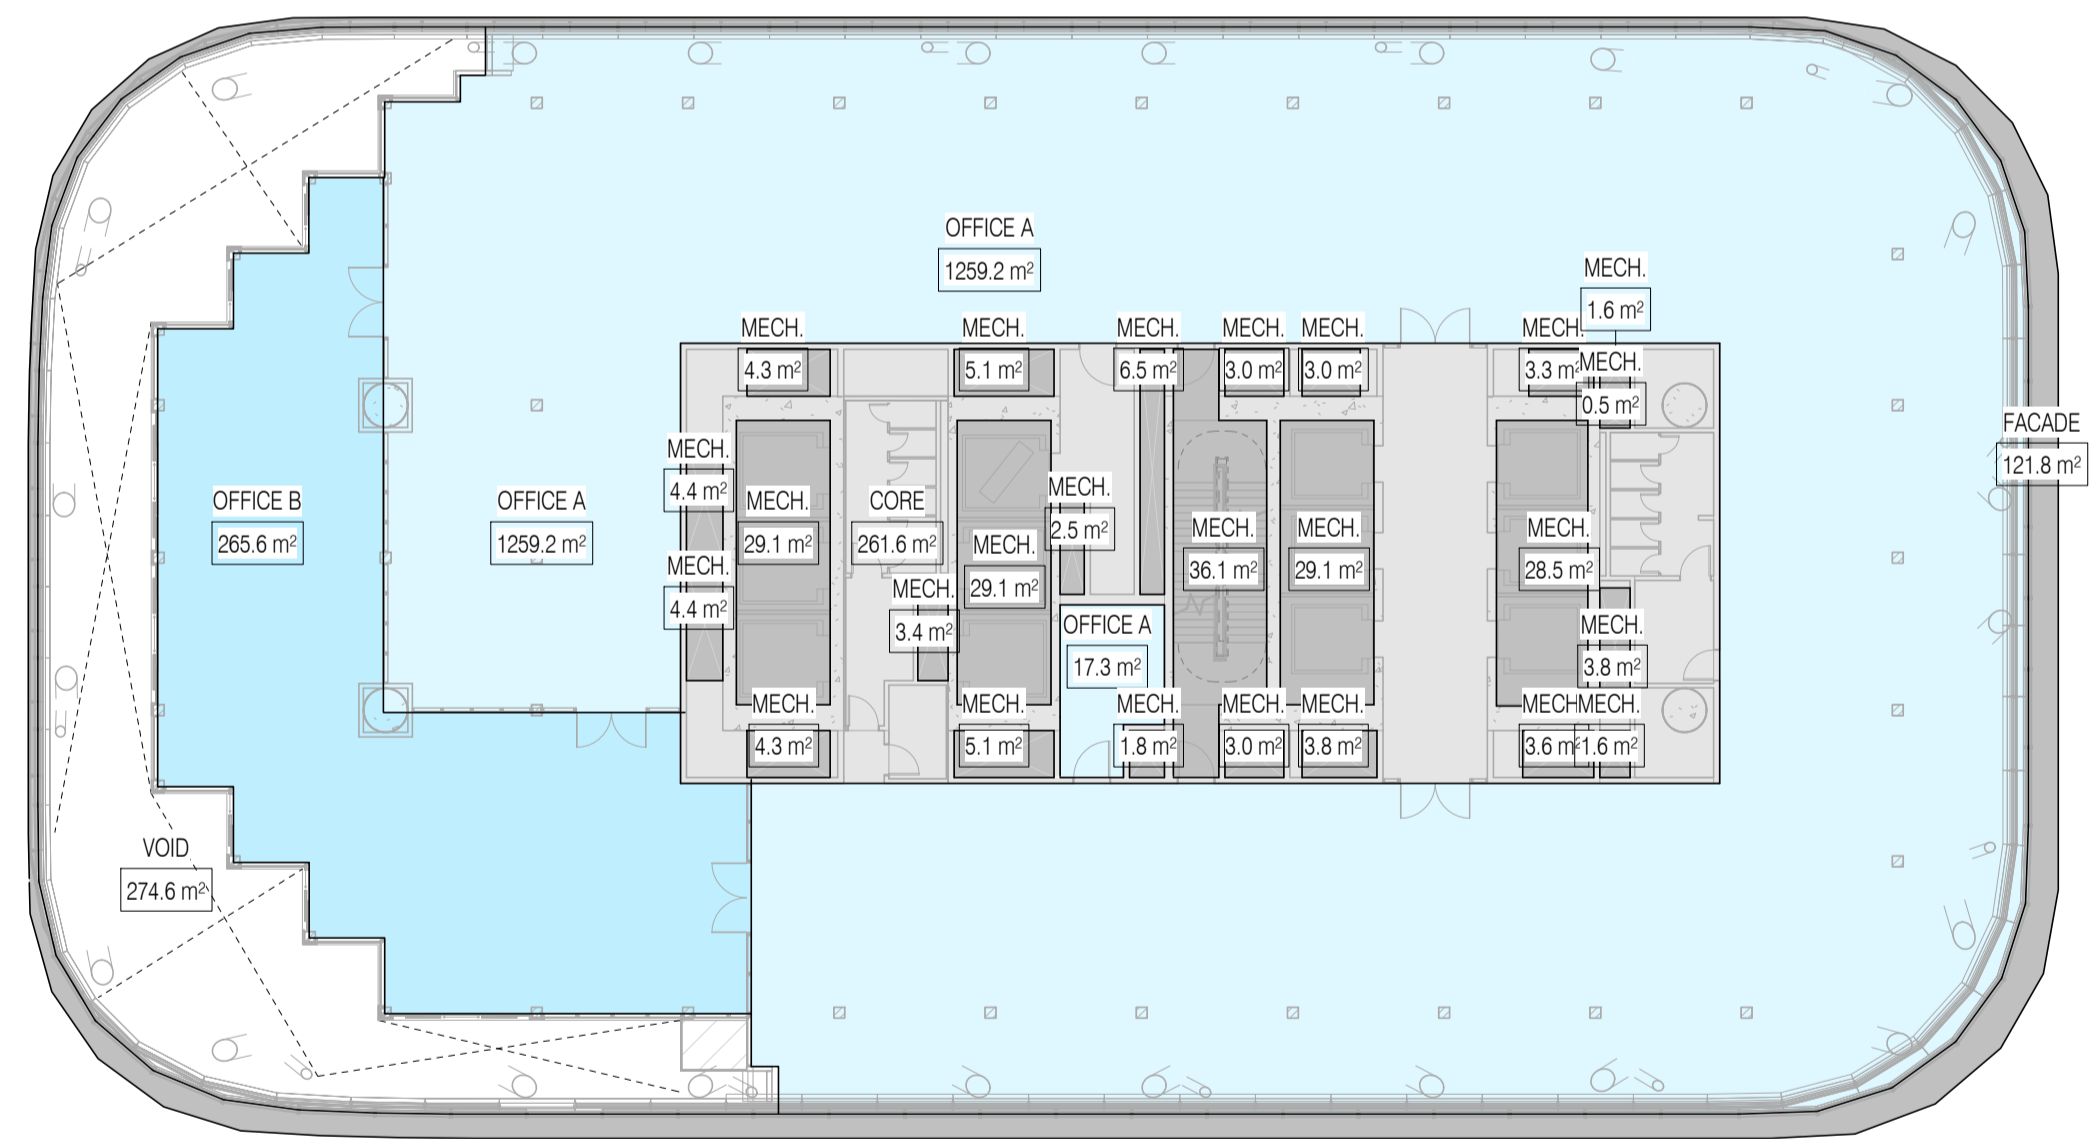 OFFICE A
1259.2 m²
MECH.
1.6 m²
MECH.
4.3 m²
MECH.
5.1 m²
MECH.
6.5 m²
MECH.
3.0 m²
MECH.
3.0 m²
MECH.
3.3 m²
MECH.
0.5 m²
FACADE
121.8 m²
MECH.
4.4 m²
OFFICE B
265.6 m²
OFFICE A
1259.2 m²
MECH.
29.1 m²
CORE
261.6 m²
MECH.
2.5 m²
MECH.
29.1 m²
MECH.
36.1 m²
MECH.
29.1 m²
MECH.
28.5 m²
MECH.
4.4 m²
MECH.
3.4 m²
OFFICE A
17.3 m²
MECH.
3.8 m²
MECH.
4.3 m²
MECH.
5.1 m²
MECH.
1.8 m²
MECH.
3.0 m²
MECH.
3.8 m²
MECH
3.6 m²
MECH.
1.6 m²
VOID
274.6 m²